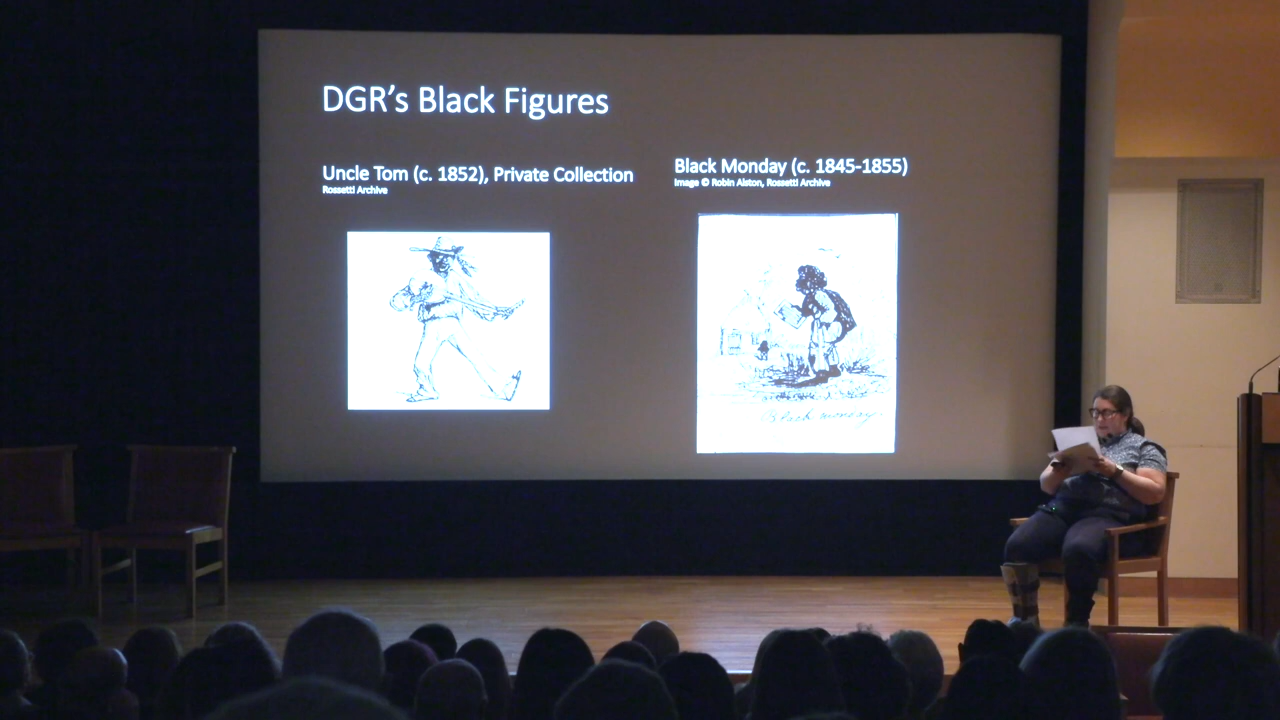 DGR's Black Figures
Uncle Tom (c. 1852), Private Collection
Rossetti Archive
Black Monday (c. 1845-1855)
Image © Robin Alston, Rossetti Archive
Black monday